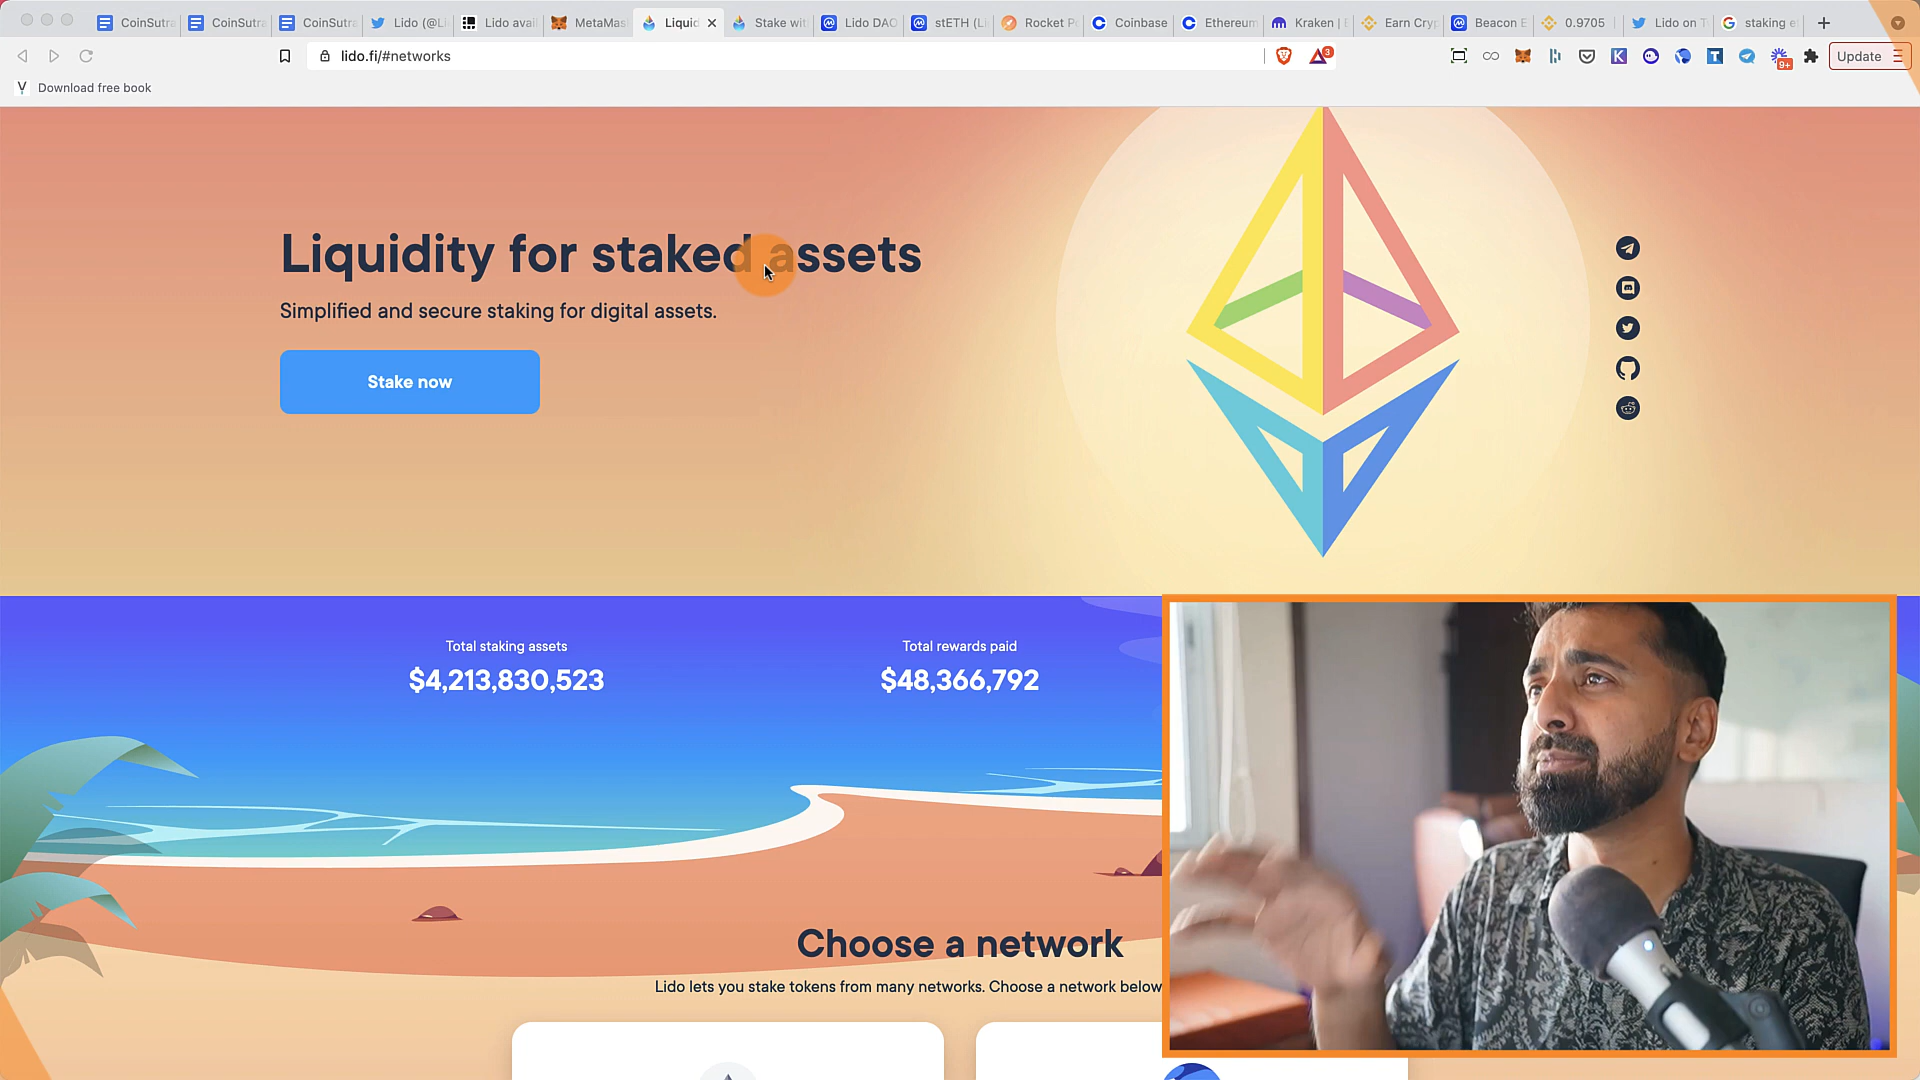 CoinSutra
CoinSutra
CoinSutra
Lido (@Li
Lido avai
MetaMas
Liquid
Stake wit
Lido DAO
stETH (Li
Rocket P
Coinbase
Ethereum
Kraken | 
Earn Cryp
Beacon E
0.9705
Lido on T
staking e
lido.fi/#networks
3
9+
Update
Download free book
Liquidity for staked assets
Simplified and secure staking for digital assets.
Stake now
Total staking assets
Total rewards paid
$4,213,830,523
$48,366,792
Choose a network
Lido lets you stake tokens from many networks. Choose a network below